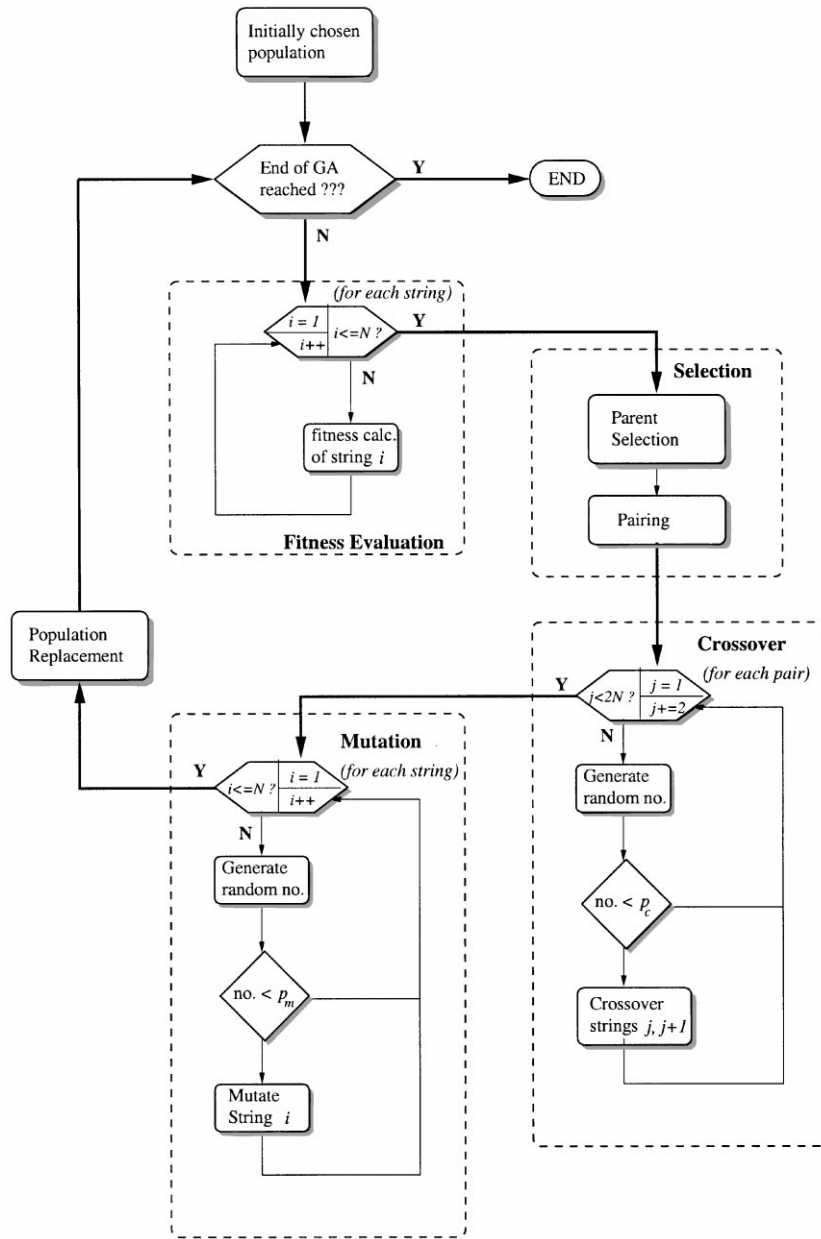 Initially chosen
population
End of GA
reached ???
Y
END
N
(for each string)
i = 1
i++
i<=N ?
Y
N
fitness calc.
of string i
Fitness Evaluation
Selection
Parent
Selection
Pairing
Population
Replacement
Crossover
(for each pair)
Y
j<2N ?
j = 1
j+=2
N
Generate
random no.
no. < pc
Crossover
strings j, j+1
Mutation
(for each string)
Y
i<=N ?
i = 1
i++
N
Generate
random no.
no. < pm
Mutate
String i